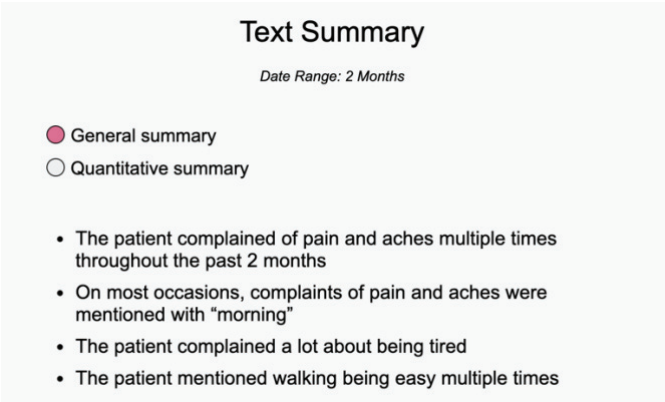 Text Summary
Date Range: 2 Months
General summary
Quantitative summary
• The patient complained of pain and aches multiple times
throughout the past 2 months
• On most occasions, complaints of pain and aches were
mentioned with “morning”
• The patient complained a lot about being tired
• The patient mentioned walking being easy multiple times